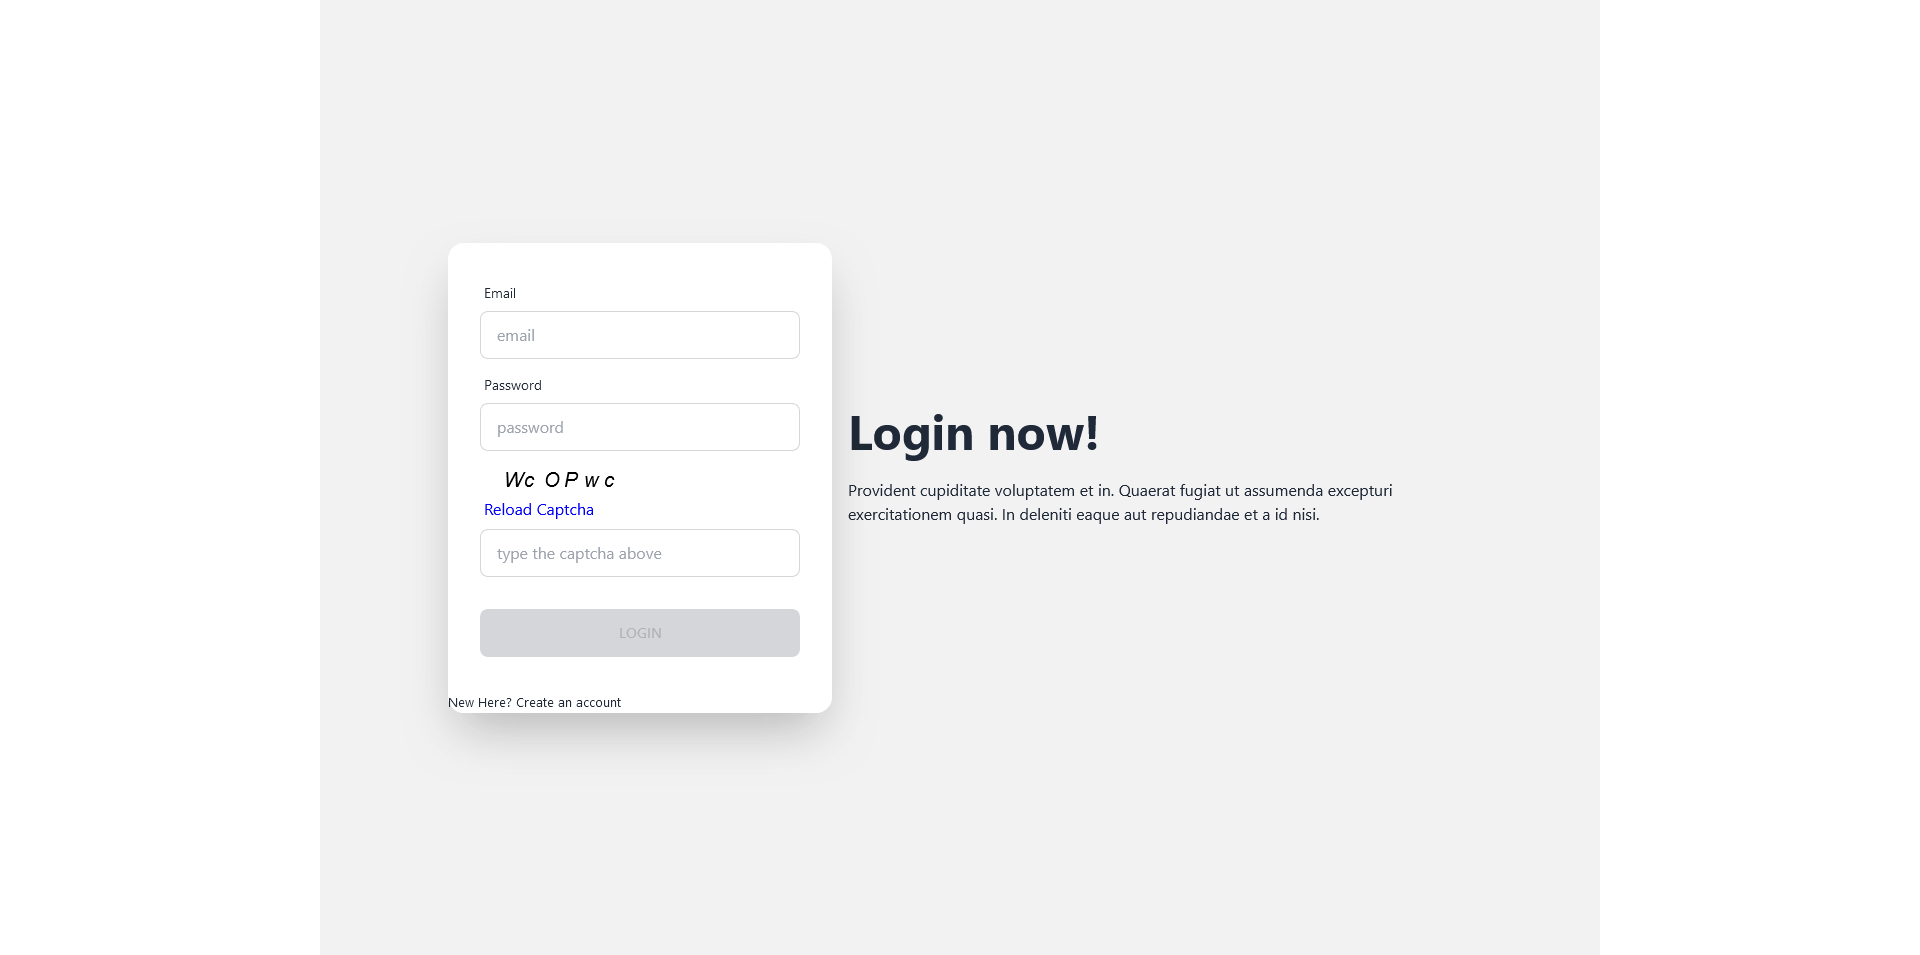 Email
email
Password
password
Wc OP w c
Reload Captcha
type the captcha above
LOGIN
New Here? Create an account
Login now!
Provident cupiditate voluptatem et in. Quaerat fugiat ut assumenda excepturi
exercitationem quasi. In deleniti eaque aut repudiandae et a id nisi.